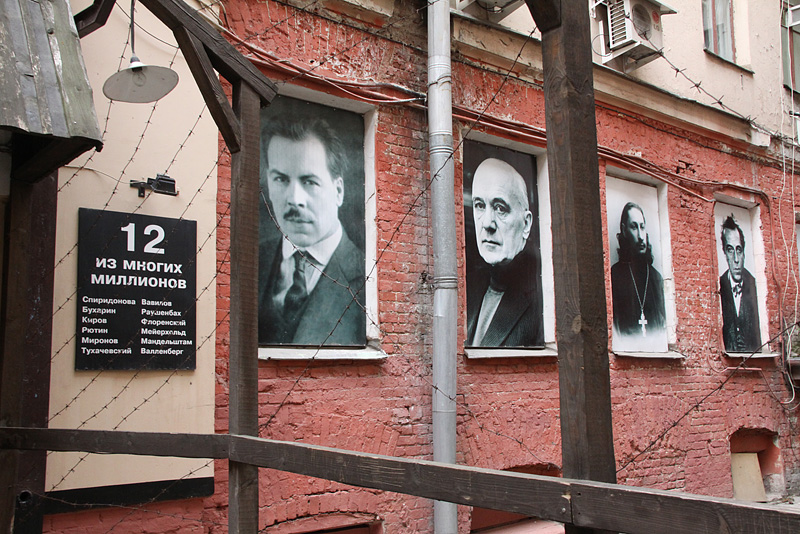 12
ИЗ МНОГИХ
МИЛЛИОНОВ
Спиридонова Вавилов
Бухарин Раушенбах
Киров Флоренский
Рютин Мейерхольд
Миронов Мандельштам
Тухачевский Валленберг